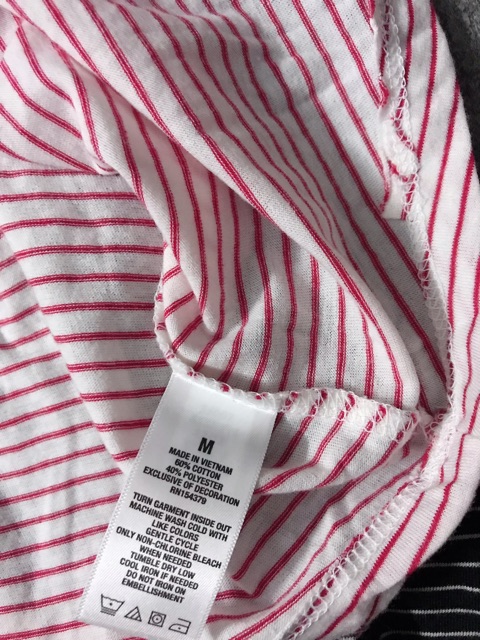 M
MADE IN VIETNAM
60% COTTON
40% POLYESTER
EXCLUSIVE OF DECORATION
RN154379
TURN GARMENT INSIDE OUT
MACHINE WASH COLD WITH
LIKE COLORS
GENTLE CYCLE
ONLY NON-CHLORINE BLEACH
WHEN NEEDED
TUMBLE DRY LOW
COOL IRON IF NEEDED
DO NOT IRON ON
EMBELLISHMENT